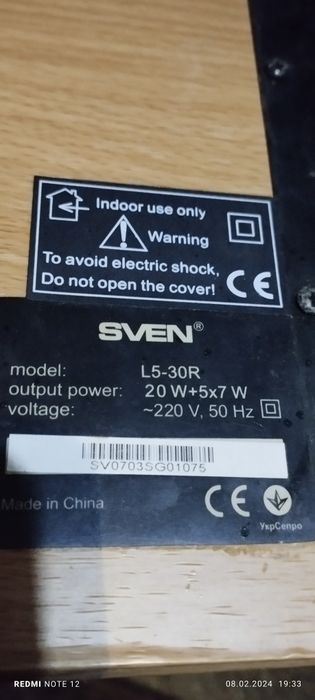 Indoor use only
Warning
To avoid electric shock,
Do not open the cover!
CE
SVEN®
model: L5-30R
output power: 20 W+5x7 W
voltage: ~220 V, 50 Hz
SV0703SG01075
Made in China
CE
УкрСепро
REDMI NOTE 12
08.02.2024 19:33